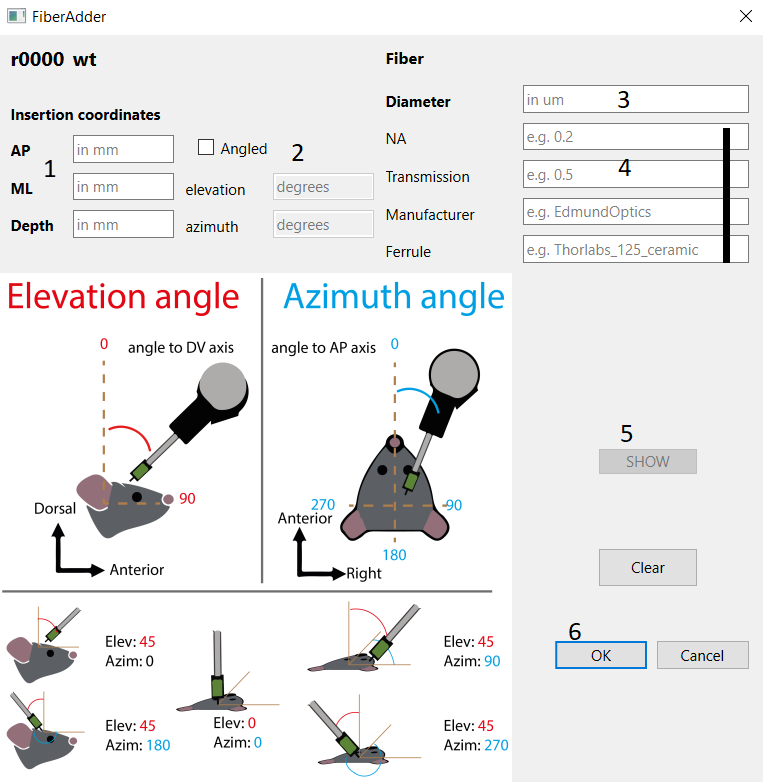 FiberAdder
r0000 wt
Fiber
Diameter
in um
3
Insertion coordinates
AP
in mm
1
Angled
2
NA
e.g. 0.2
ML
in mm
elevation
degrees
Transmission
e.g. 0.5
4
Depth
in mm
azimuth
degrees
Manufacturer
e.g. EdmundOptics
Ferrule
e.g. Thorlabs_125_ceramic
Elevation angle
0
angle to DV axis
90
Dorsal
Anterior
Azimuth angle
angle to AP axis
0
270
90
Anterior
180
Right
5
SHOW
Clear
6
OK
Cancel
Elev: 45
Azim: 0
Elev: 45
Azim: 180
Elev: 0
Azim: 0
Elev: 45
Azim: 90
Elev: 45
Azim: 270